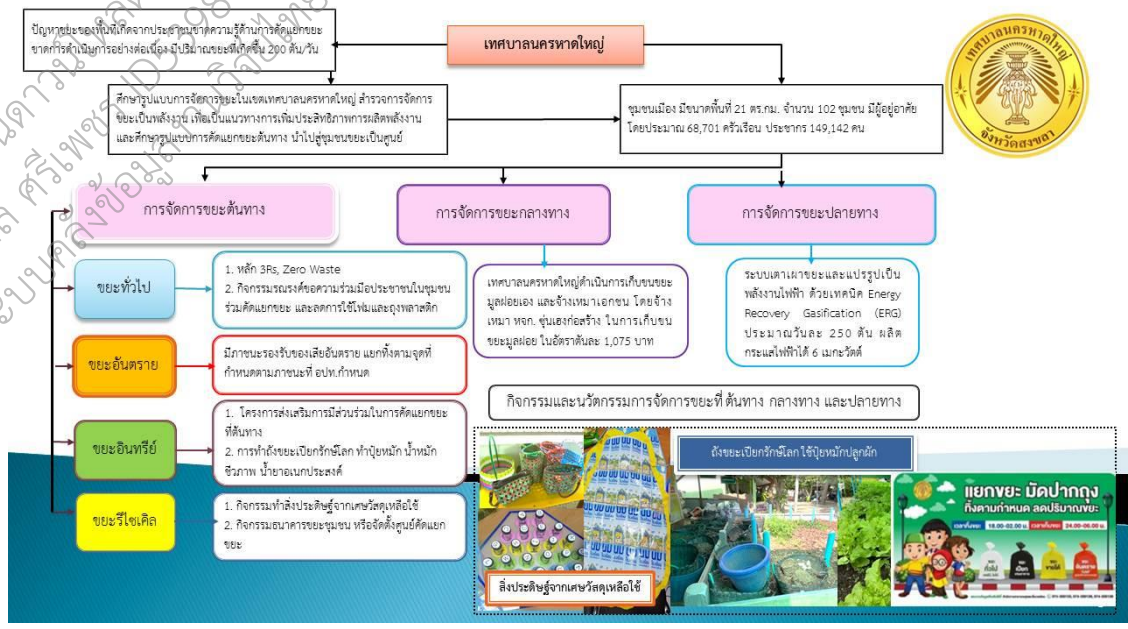 เทศบาลนครหาดใหญ่
ปัญหาขยะของพื้นที่เกิดจากประชาชนขาดความรู้ด้านการคัดแยกขยะ
ขาดการดำเนินการอย่างต่อเนื่อง มีปริมาณขยะที่เกิดขึ้น 200 ตัน/วัน
เทศบาลนครหาดใหญ่
จังหวัดสงขลา
ศึกษารูปแบบการจัดการขยะในเขตเทศบาลนครหาดใหญ่ สำรวจการจัดการ
ขยะเป็นพลังงาน เพื่อเป็นแนวทางการเพิ่มประสิทธิภาพการผลิตพลังงาน
และศึกษารูปแบบการคัดแยกขยะต้นทาง นำไปสู่ชุมชนขยะเป็นศูนย์
ชุมชนเมือง มีขนาดพื้นที่ 21 ตร.กม. จำนวน 102 ชุมชน มีผู้อยู่อาศัย
โดยประมาณ 68,701 ครัวเรือน ประชากร 149,142 คน
การจัดการขยะต้นทาง
การจัดการขยะกลางทาง
การจัดการขยะปลายทาง
ขยะทั่วไป
1. หลัก 3Rs, Zero Waste
2. กิจกรรมรณรงค์ขอความร่วมมือประชาชนในชุมชน
ร่วมคัดแยกขยะ และลดการใช้โฟมและถุงพลาสติก
ขยะอันตราย
มีภาชนะรองรับของเสียอันตราย แยกทิ้งตามจุดที่
กำหนดตามภาชนะที่ อปท.กำหนด
ขยะอินทรีย์
1. โครงการส่งเสริมการมีส่วนร่วมในการคัดแยกขยะ
ที่ต้นทาง
2. การทำถังขยะเปียกรักษ์โลก ทำปุ๋ยหมัก น้ำหมัก
ชีวภาพ น้ำยาอเนกประสงค์
ขยะรีไซเคิล
1. กิจกรรมทำสิ่งประดิษฐ์จากเศษวัสดุเหลือใช้
2. กิจกรรมธนาคารขยะชุมชน หรือจัดตั้งศูนย์คัดแยก
ขยะ
เทศบาลนครหาดใหญ่ดำเนินการเก็บขนขยะ
มูลฝอยเอง และจ้างเหมาเอกชน โดยจ้าง
เหมา หจก. ซุ่นเฮงก่อสร้าง ในการเก็บขน
ขยะมูลฝอย ในอัตราตันละ 1,075 บาท
ระบบเตาเผาขยะและแปรรูปเป็น
พลังงานไฟฟ้า ด้วยเทคนิค Energy
Recovery Gasification (ERG)
ประมาณวันละ 250 ตัน ผลิต
กระแสไฟฟ้าได้ 6 เมกะวัตต์
กิจกรรมและนวัตกรรมการจัดการขยะที่ ต้นทาง กลางทาง และปลายทาง
ถังขยะเปียกรักษ์โลก ใช้ปุ๋ยหมักปลูกผัก
สิ่งประดิษฐ์จากเศษวัสดุเหลือใช้
แยกขยะ มัดปากถุง
ทิ้งตามกำหนด ลดปริมาณขยะ
18.00-02.00 น.
24.00-06.00 น.